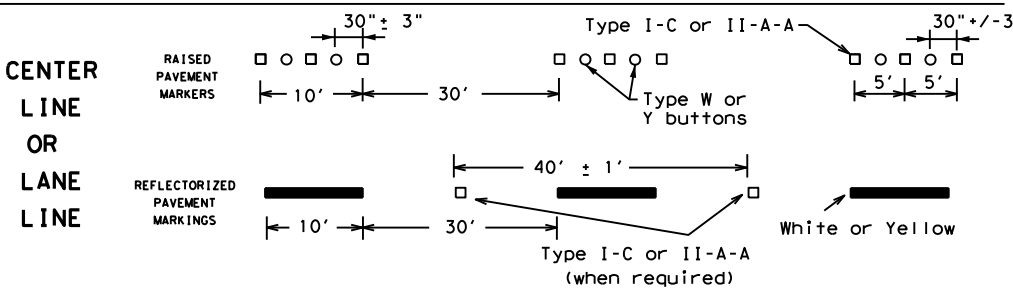 CENTER
LINE
OR
LANE
LINE
RAISED
PAVEMENT
MARKERS
30"± 3"
10'
30'
Type I-C or II-A-A
Type W or
Y buttons
30"+/-3
5'
5'
REFLECTORIZED
PAVEMENT
MARKINGS
10'
30'
40' ± 1'
Type I-C or II-A-A
(when required)
White or Yellow